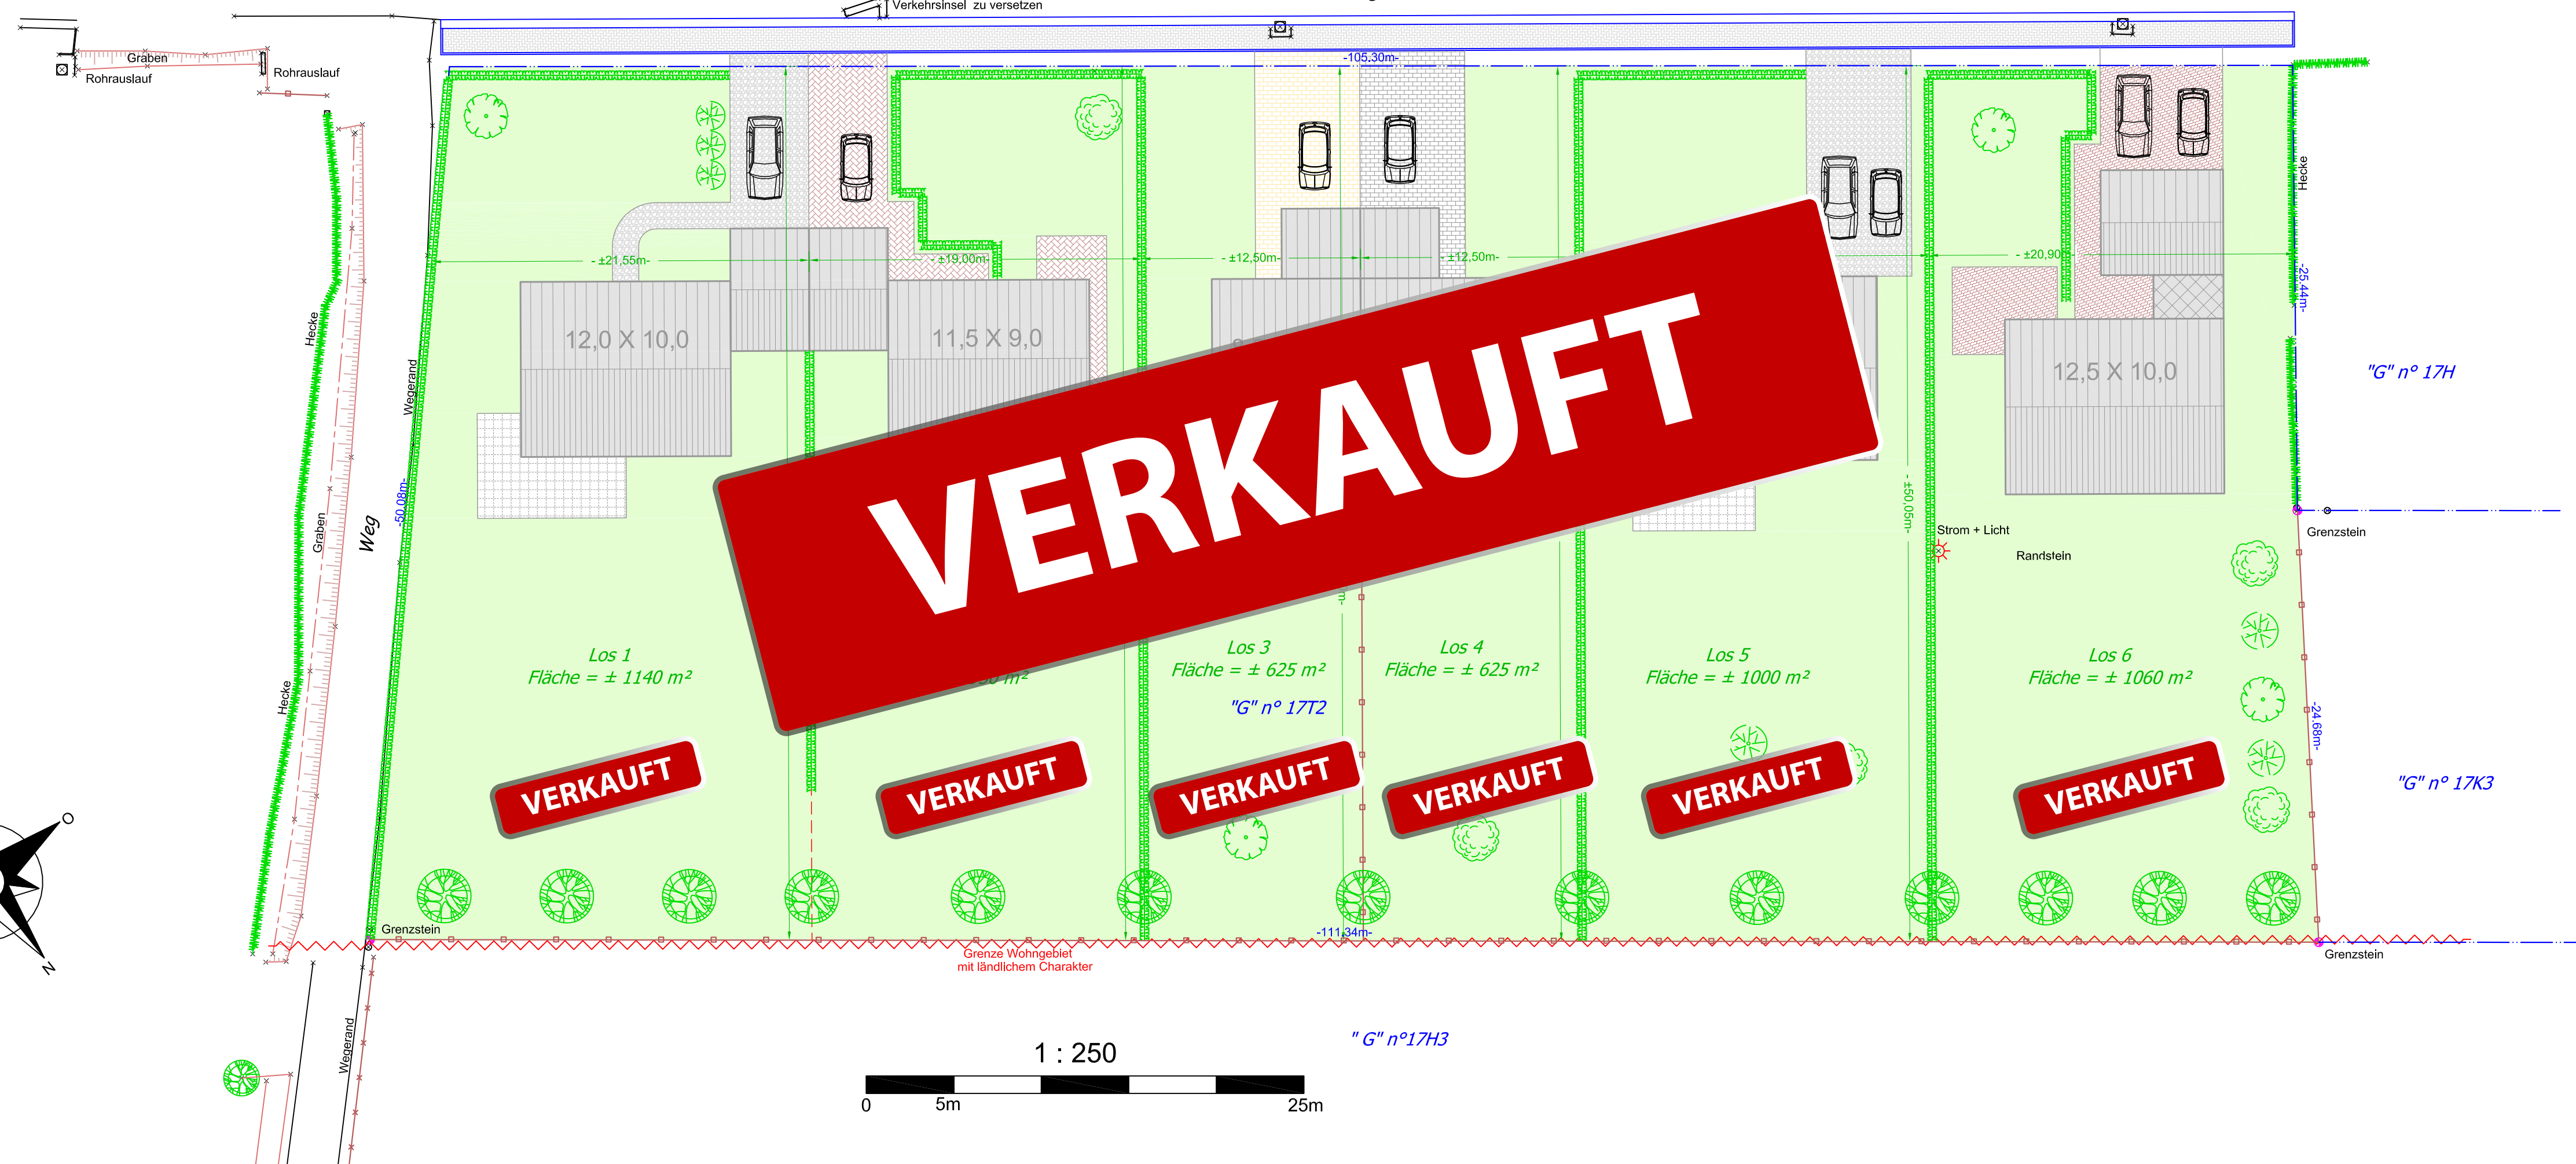 Verkehrsinsel zu versetzen
Graben
Rohrauslauf
Rohrauslauf
-105.30m-
Hecke
- ±21,55m-
- ±19,00m-
- ±12,50m-
- ±12,50m-
- ±20,90m-
-25.44m-
Hecke
12,0 X 10,0
11,5 X 9,0
12,5 X 10,0
"G" n° 17H
Wegerand
VERKAUFT
-50.08m-
Graben
Weg
- ±50,05m-
Strom + Licht
Grenzstein
Randstein
Los 1
Fläche = ± 1140 m²
m²
Los 3
Fläche = ± 625 m²
"G" n° 17T2
Los 4
Fläche = ± 625 m²
Los 5
Fläche = ± 1000 m²
Los 6
Fläche = ± 1060 m²
Hecke
-24.68m-
"G" n° 17K3
VERKAUFT
VERKAUFT
VERKAUFT
VERKAUFT
VERKAUFT
VERKAUFT
O
N
Grenzstein
-111.34m-
Grenze Wohngebiet
mit ländlichem Charakter
Grenzstein
Wegerand
" G" n°17H3
1 : 250
0 5m 25m